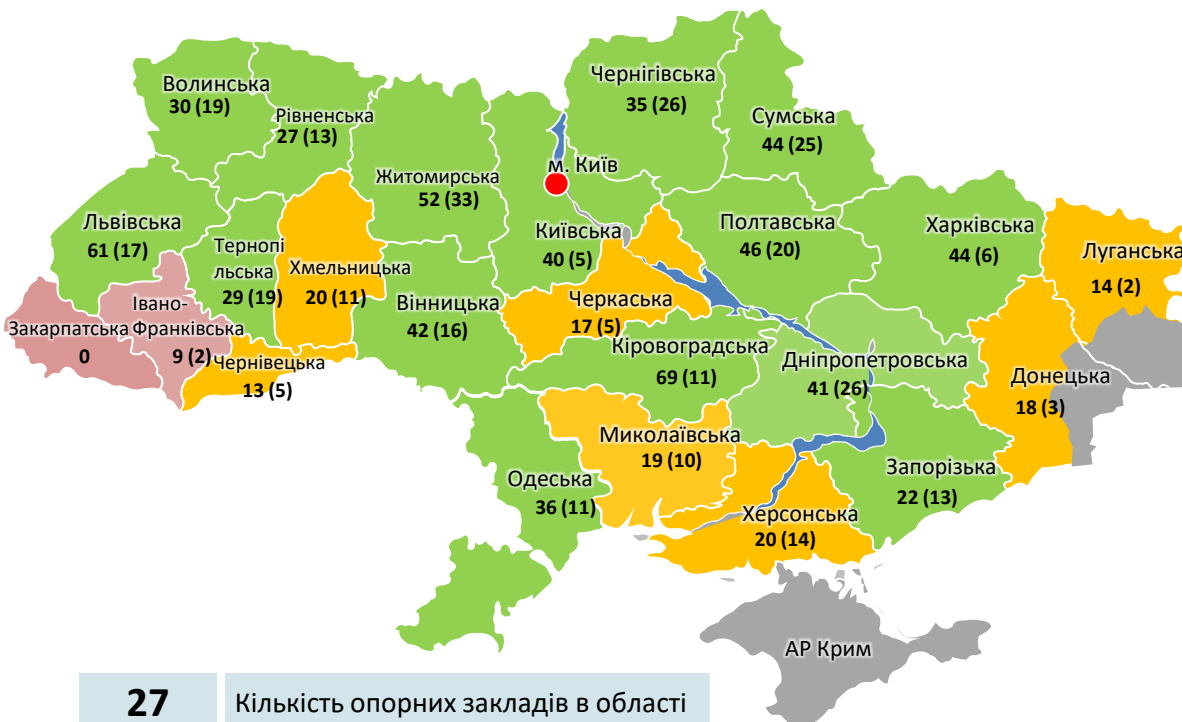 Волинська
30 (19)
Рівненська
27 (13)
Житомирська
52 (33)
Чернігівська
35 (26)
Сумська
44 (25)
м. Київ
Київська
40 (5)
Львівська
61 (17)
Тернопі
льська
29 (19)
Хмельницька
20 (11)
Вінницька
42 (16)
Черкаська
17 (5)
Полтавська
46 (20)
Харківська
44 (6)
Луганська
14 (2)
Закарпатська
0
Івано-
Франківська
9 (2)
Чернівецька
13 (5)
Кіровоградська
69 (11)
Дніпропетровська
41 (26)
Донецька
18 (3)
Одеська
36 (11)
Миколаївська
19 (10)
Херсонська
20 (14)
Запорізька
22 (13)
АР Крим
27
Кількість опорних закладів в області